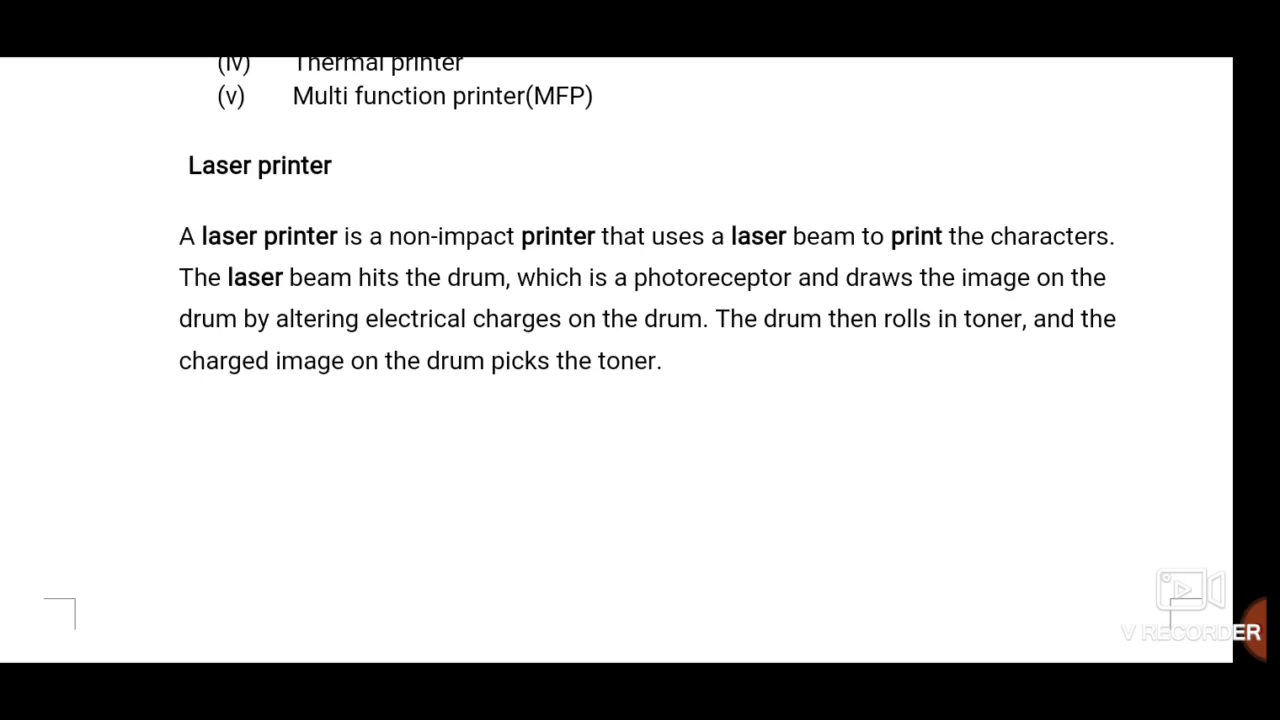 (iv) Thermal printer
(v) Multi function printer(MFP)
Laser printer
A laser printer is a non-impact printer that uses a laser beam to print the characters.
The laser beam hits the drum, which is a photoreceptor and draws the image on the
drum by altering electrical charges on the drum. The drum then rolls in toner, and the
charged image on the drum picks the toner.
V RECORDER